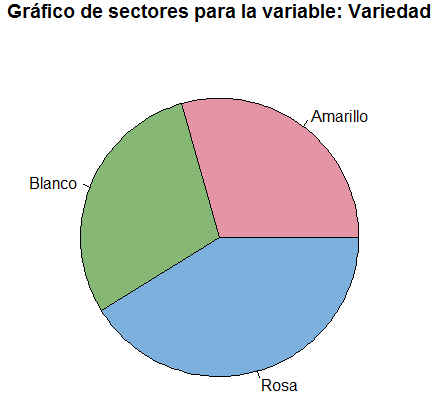 Gráfico de sectores para la variable: Variedad
Amarillo
Blanco
Rosa